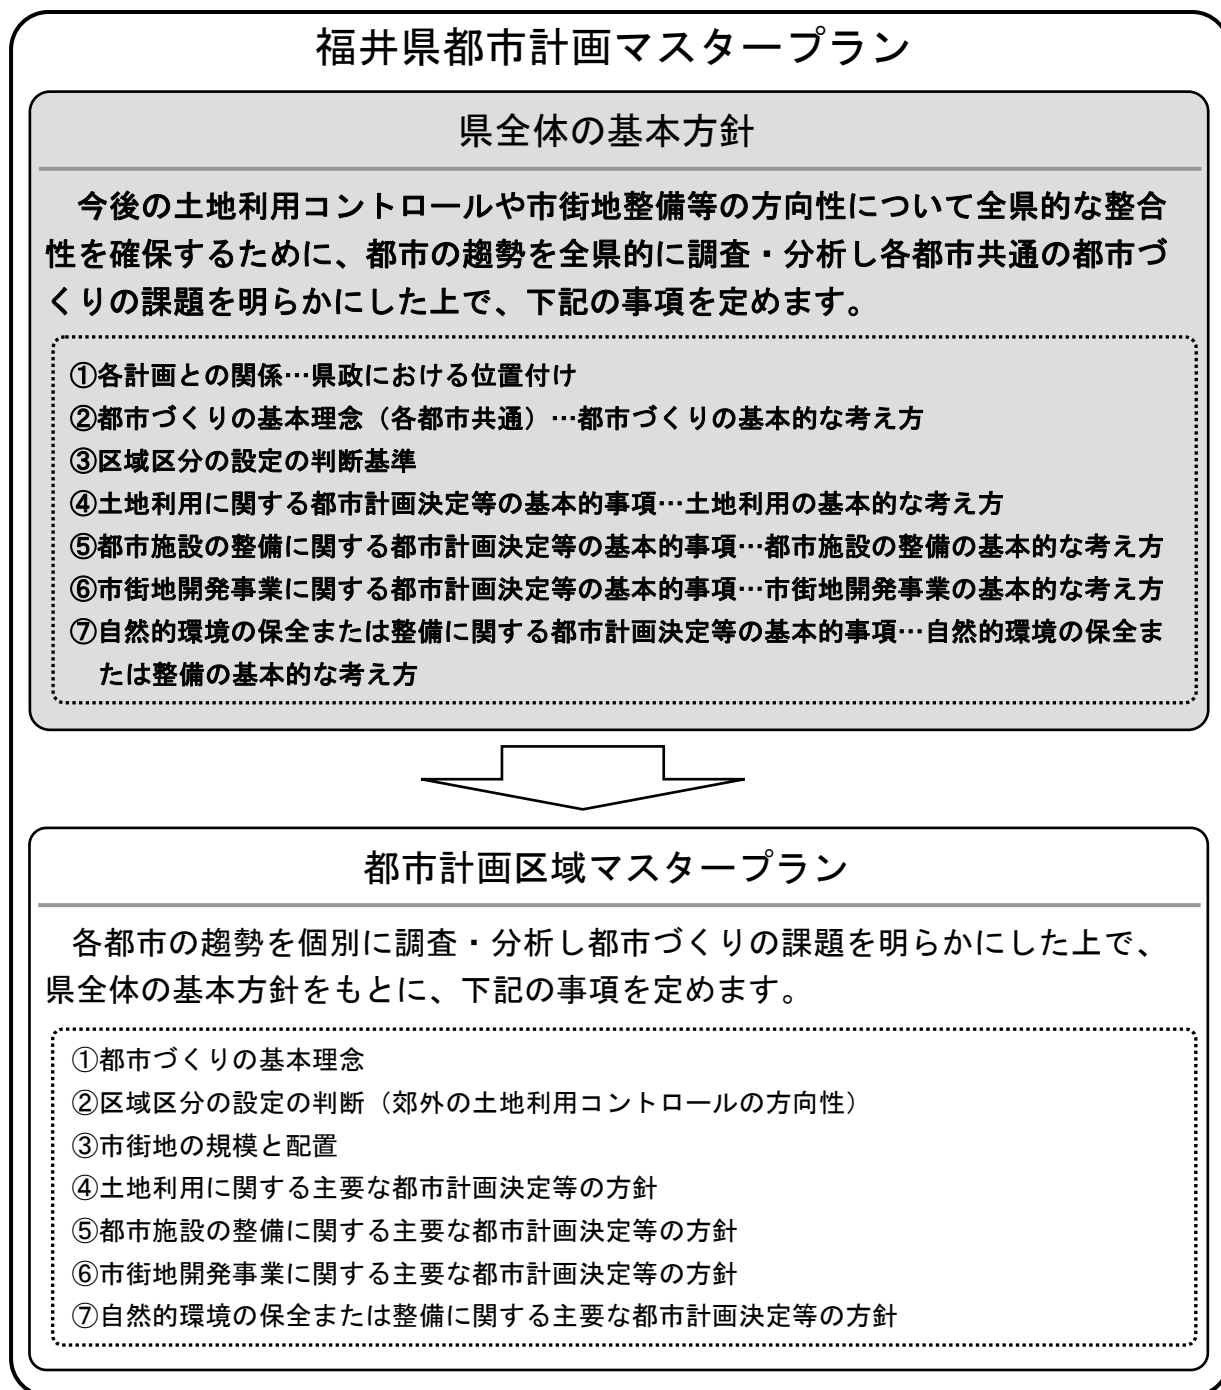 福井県都市計画マスタープラン
県全体の基本方針
今後の土地利用コントロールや市街地整備等の方向性について全県的な整合
性を確保するために、都市の趨勢を全県的に調査・分析し各都市共通の都市づ
くりの課題を明らかにした上で、下記の事項を定めます。
①各計画との関係…県政における位置付け
②都市づくりの基本理念（各都市共通）…都市づくりの基本的な考え方
③区域区分の設定の判断基準
④土地利用に関する都市計画決定等の基本的事項…土地利用の基本的な考え方
⑤都市施設の整備に関する都市計画決定等の基本的事項…都市施設の整備の基本的な考え方
⑥市街地開発事業に関する都市計画決定等の基本的事項…市街地開発事業の基本的な考え方
⑦自然的環境の保全または整備に関する都市計画決定等の基本的事項…自然的環境の保全ま
たは整備の基本的な考え方
都市計画区域マスタープラン
各都市の趨勢を個別に調査・分析し都市づくりの課題を明らかにした上で、
県全体の基本方針をもとに、下記の事項を定めます。
①都市づくりの基本理念
②区域区分の設定の判断（郊外の土地利用コントロールの方向性）
③市街地の規模と配置
④土地利用に関する主要な都市計画決定等の方針
⑤都市施設の整備に関する主要な都市計画決定等の方針
⑥市街地開発事業に関する主要な都市計画決定等の方針
⑦自然的環境の保全または整備に関する主要な都市計画決定等の方針